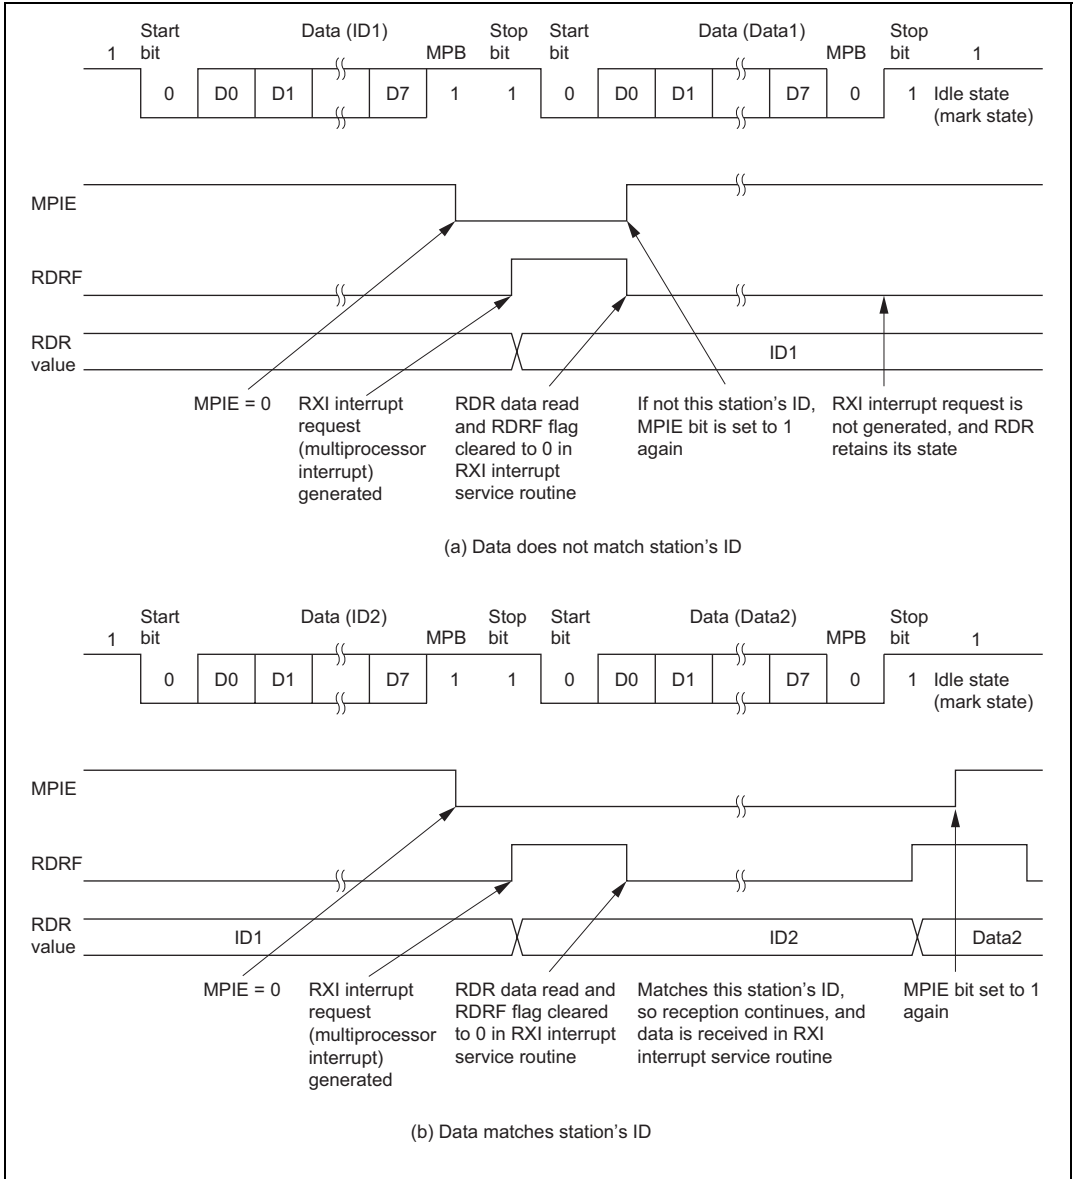 Start Data (ID1) Stop Start Data (Data1) Stop
1 bit MPB bit bit MPB bit 1
0 D0 D1 D7 1 1 0 D0 D1 D7 0 1 Idle state
(mark state)
MPIE
RDRF
RDR
value
ID1
MPIE = 0
RXI interrupt
request
(multiprocessor
interrupt)
generated
RDR data read
and RDRF flag
cleared to 0 in
RXI interrupt
service routine
If not this station's ID,
MPIE bit is set to 1
again
RXI interrupt request is
not generated, and RDR
retains its state
(a) Data does not match station's ID
Start Data (ID2) Stop Start Data (Data2) Stop
1 bit MPB bit bit MPB bit 1
0 D0 D1 D7 1 1 0 D0 D1 D7 0 1 Idle state
(mark state)
MPIE
RDRF
RDR
value
ID1 ID2 Data2
MPIE = 0
RXI interrupt
request
(multiprocessor
interrupt)
generated
RDR data read and
RDRF flag cleared
to 0 in RXI interrupt
service routine
Matches this station's ID,
so reception continues, and
data is received in RXI
interrupt service routine
MPIE bit set to 1
again
(b) Data matches station's ID